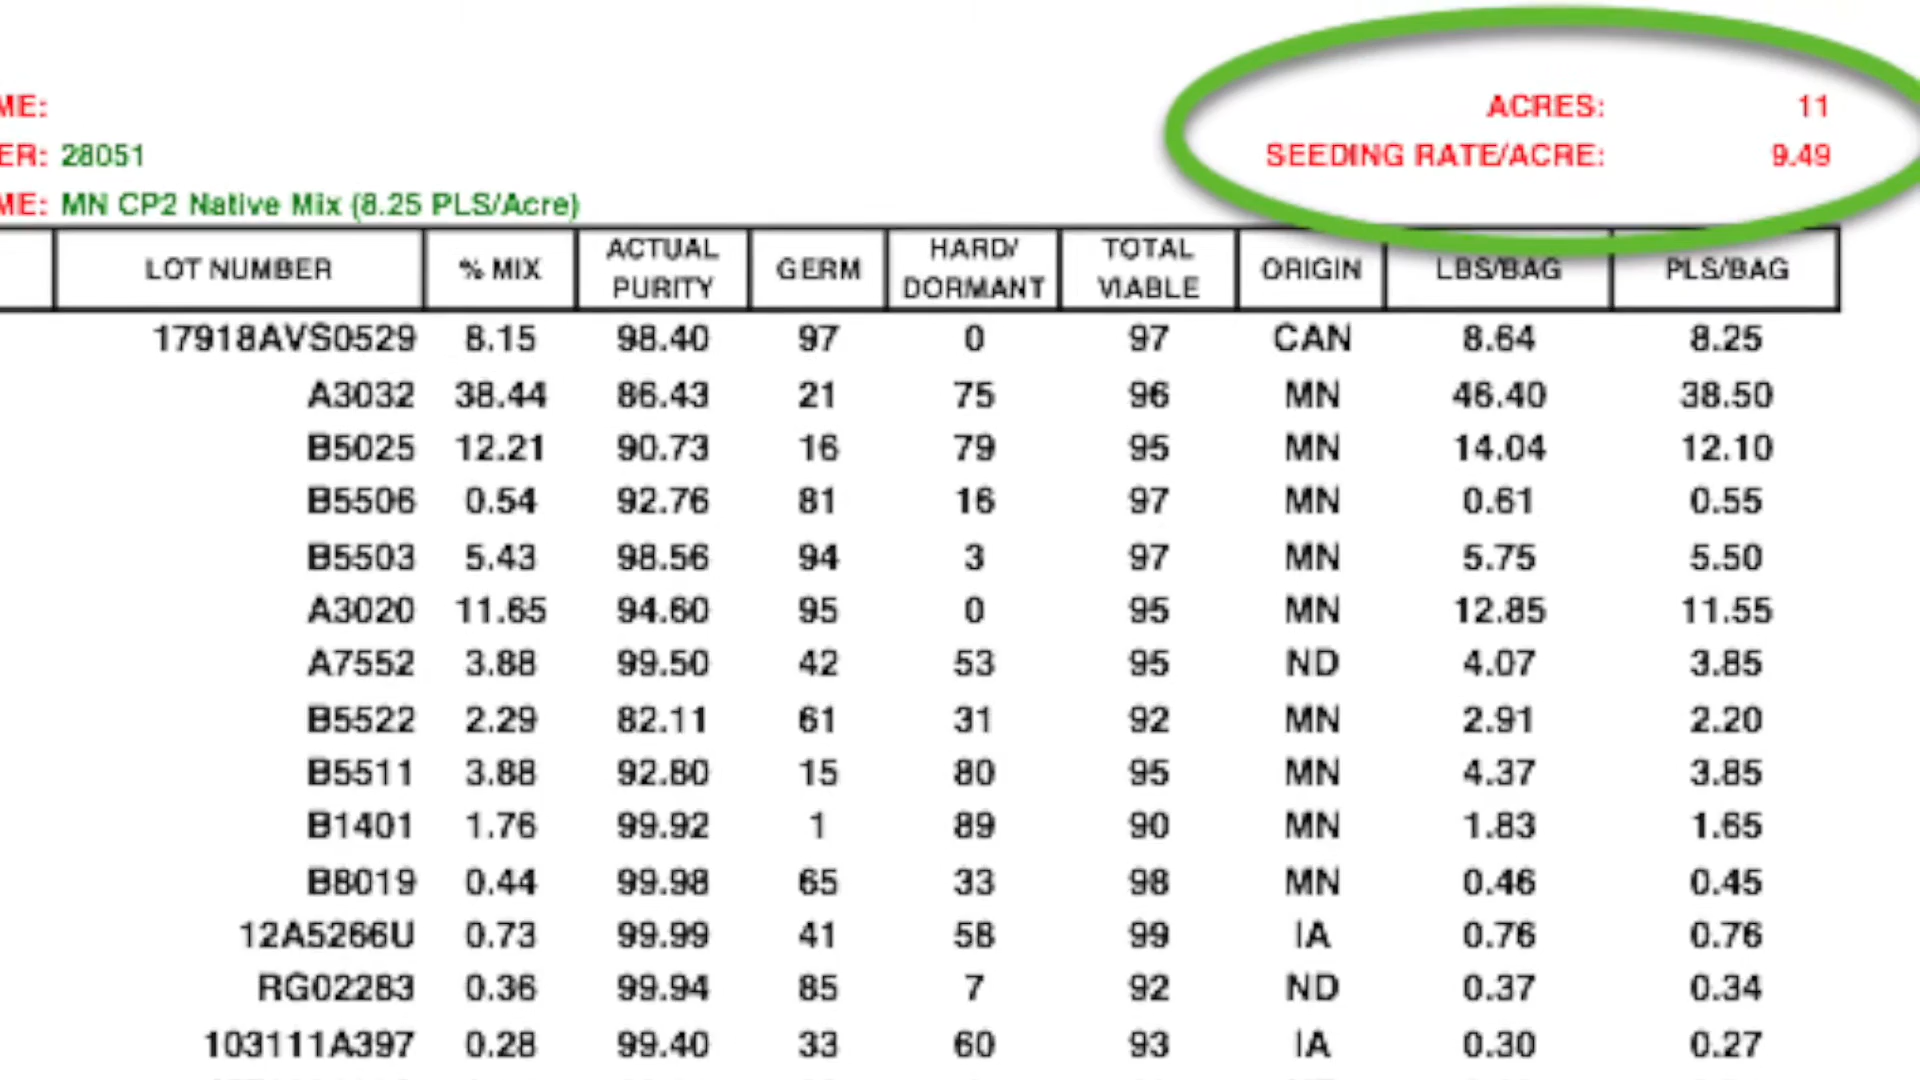 ME: ACRES: 11
ER: 28051 SEEDING RATE/ACRE: 9.49
ME: MN CP2 Native Mix (8.25 PLS/Acre)
LOT NUMBER % MIX ACTUAL PURITY GERM HARD/ DORMANT TOTAL VIABLE ORIGIN LBS/BAG PLS/BAG
17918AVS0529 8.15 98.40 97 0 97 CAN 8.64 8.25
A3032 38.44 86.43 21 75 96 MN 46.40 38.50
B5025 12.21 90.73 16 79 95 MN 14.04 12.10
B5506 0.54 92.76 81 16 97 MN 0.61 0.55
B5503 5.43 98.56 94 3 97 MN 5.75 5.50
A3020 11.65 94.60 95 0 95 MN 12.85 11.55
A7552 3.88 99.50 42 53 95 ND 4.07 3.85
B5522 2.29 82.11 61 31 92 MN 2.91 2.20
B5511 3.88 92.80 15 80 95 MN 4.37 3.85
B1401 1.76 99.92 1 89 90 MN 1.83 1.65
B8019 0.44 99.98 65 33 98 MN 0.46 0.45
12A5266U 0.73 99.99 41 58 99 IA 0.76 0.76
RG02283 0.36 99.94 85 7 92 ND 0.37 0.34
103111A397 0.28 99.40 33 60 93 IA 0.30 0.27